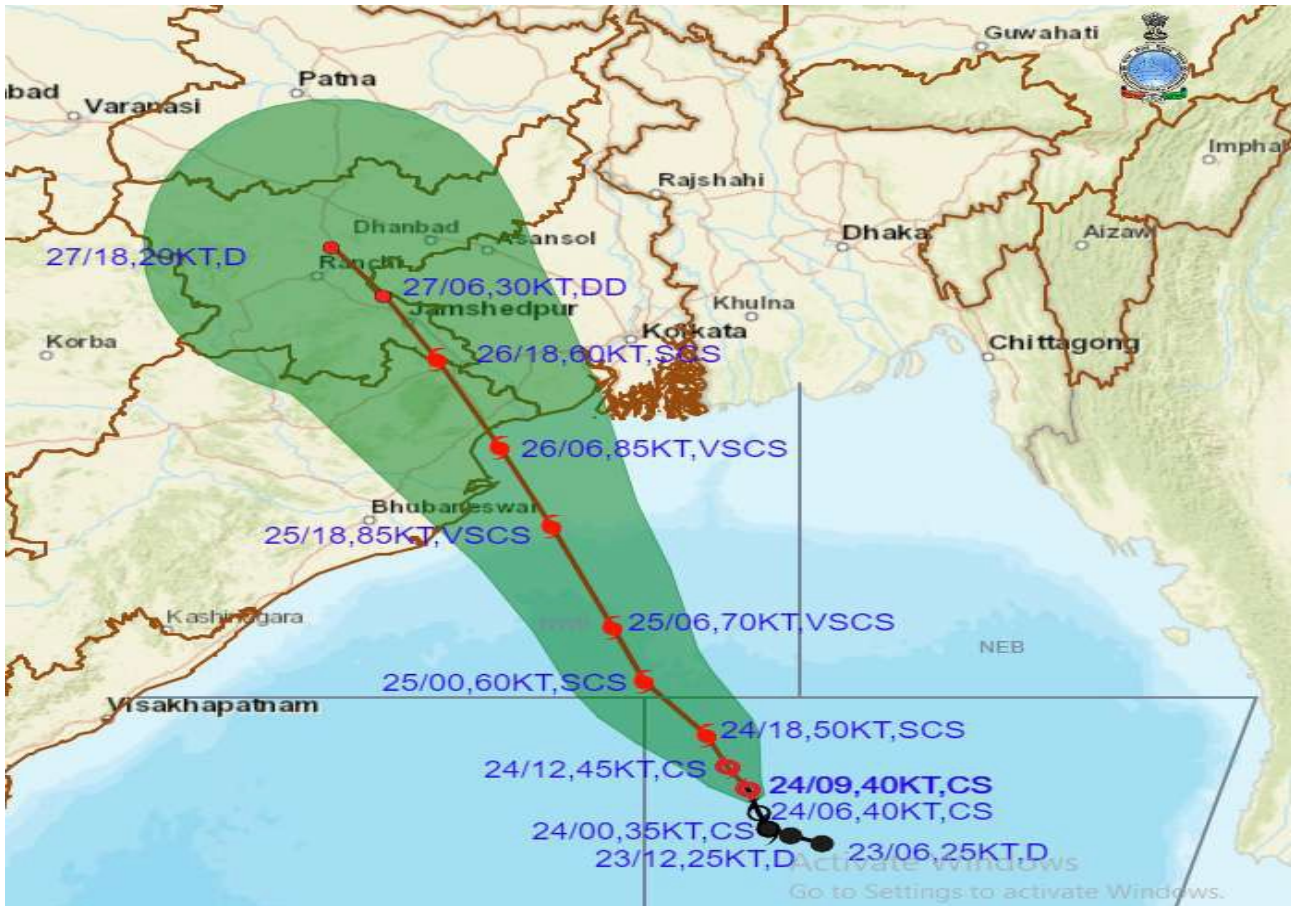 Guwahati
Patna
bad
Varanasi
Imphal
Rajshahi
Dhanbad
Asansol
Dhaka
Aizawl
27/18,20KT,D
Ranchi
27/06,30KT,DD
Jamshedpur
Khulna
Korba
Kolkata
Chittagong
26/18,60KT,SCS
26/06,85KT,VSCS
Bhubaneswar
25/18,85KT,VSCS
Kashinagara
25/06,70KT,VSCS
NEB
25/00,60KT,SCS
Visakhapatnam
24/18,50KT,SCS
24/12,45KT,CS
24/09,40KT,CS
24/06,40KT,CS
24/00,35KT,CS
23/12,25KT,D
23/06,25KT,D
Activate Windows
Go to Settings to activate Windows.